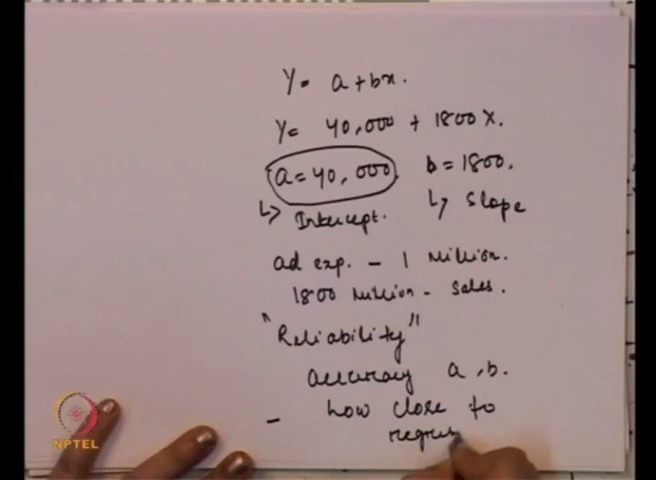 Y = a + bx.
Y = 40,000 + 1800 X.
a = 40,000 b = 1800.
↳ Intercept. ↳ Slope
ad exp. - 1 Million.
1800 Million - Sales.
"Reliability"
accuracy a, b.
- how close to
regress
NPTEL